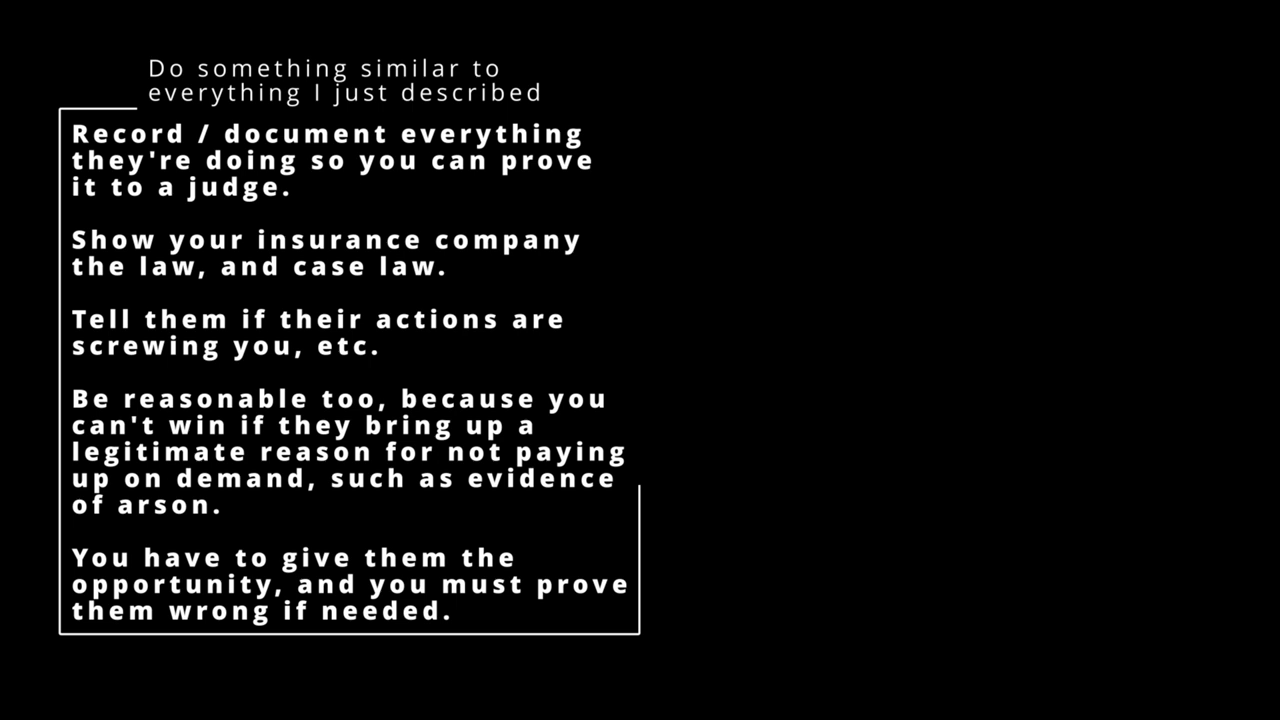 Do something similar to
everything I just described
Record / document everything
they're doing so you can prove
it to a judge.
Show your insurance company
the law, and case law.
Tell them if their actions are
screwing you, etc.
Be reasonable too, because you
can't win if they bring up a
legitimate reason for not paying
up on demand, such as evidence
of arson.
You have to give them the
opportunity, and you must prove
them wrong if needed.